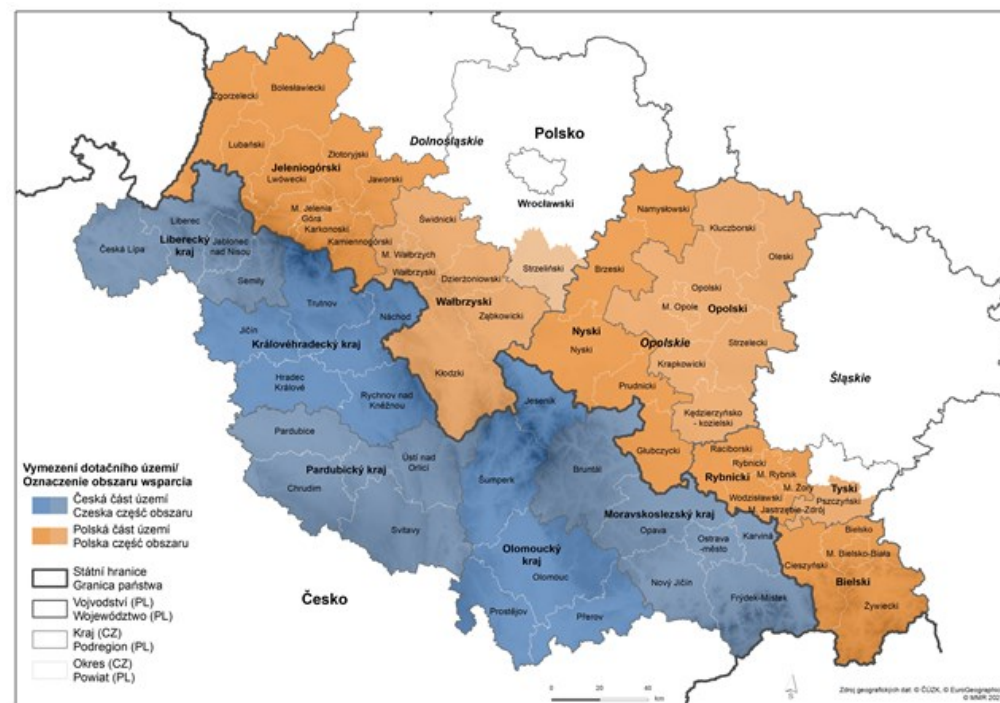 Polsko
Dolnośląskie
Wrocławski
Zgorzelecki
Bolesławiecki
Lubański
Złotoryjski
Jeleniogórski
Lwówecki
Jaworski
M. Jelenia
Góra
Karkonoski
Kamiennogórski
Świdnicki
M. Wałbrzych
Wałbrzyski
Dzierżoniowski
Strzeliński
Wałbrzyski
Ząbkowicki
Kłodzki
Namysłowski
Kluczborski
Oleski
Brzeski
Opolski
M. Opole
Opolski
Nyski
Nyski
Opolskie
Strzelecki
Krapkowicki
Prudnicki
Kędzierzyńsko
- kozielski
Głubczycki
Śląskie
Raciborski
Rybnicki
Rybnicki
M. Rybnik
M. Żory
Wodzisławski
M. Jastrzębie-Zdrój
Tyski
Pszczyński
Bielsko
M. Bielsko-Biała
Cieszyński
Bielski
Żywiecki
Česká Lípa
Liberec
Liberecký
kraj
Jablonec
nad Nisou
Semily
Trutnov
Náchod
Jičín
Královéhradecký kraj
Hradec
Králové
Rychnov nad
Kněžnou
Pardubice
Pardubický kraj
Ústí nad
Orlicí
Chrudim
Svitavy
Jeseník
Šumperk
Bruntál
Moravskoslezský kraj
Opava
Ostrava
-město
Karviná
Olomoucký
kraj
Olomouc
Nový Jičín
Frýdek-Místek
Prostějov
Přerov
Česko
Vymezení dotačního území/
Oznaczenie obszaru wsparcia
Česká část území
Czeska część obszaru
Polská část území
Polska część obszaru
Státní hranice
Granica państwa
Vojvodství (PL)
Województwo (PL)
Kraj (CZ)
Podregion (PL)
Okres (CZ)
Powiat (PL)
0 20 40
km
S
Zdroj geografických dat: © ČÚZK, © EuroGeographic
© MMR 202